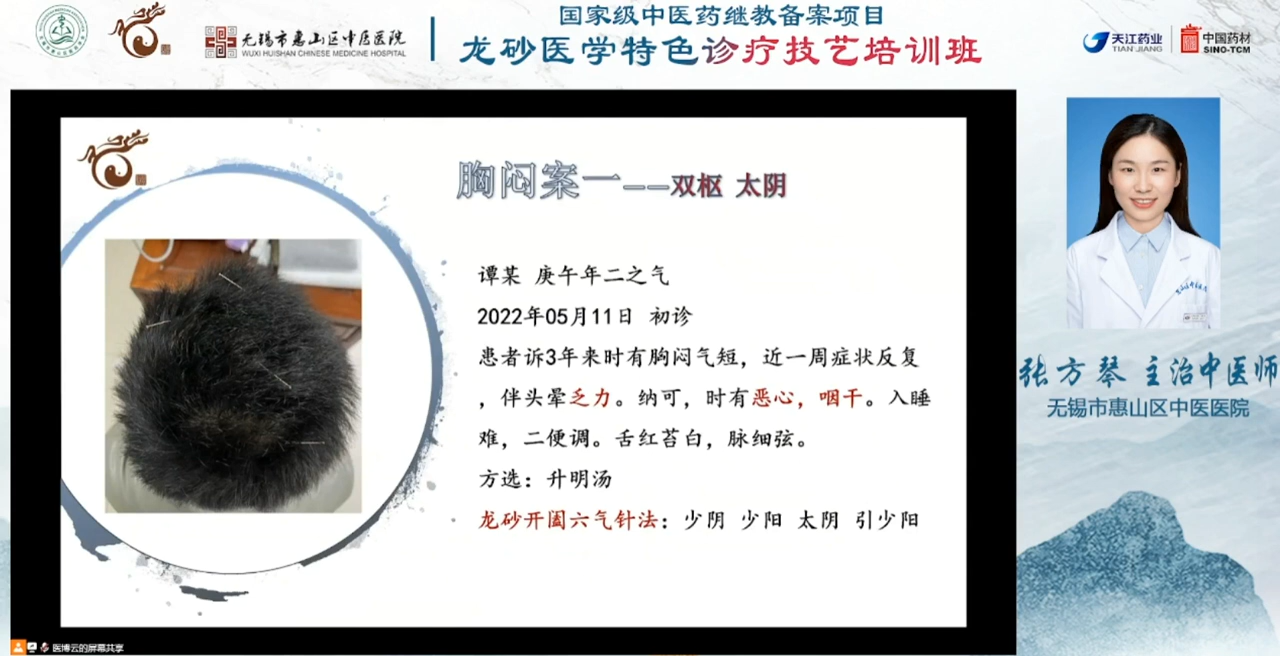 国家级中医药继教备案项目
龙砂医学特色诊疗技艺培训班
无锡市惠山区中医医院
WUXI HUISHAN CHINESE MEDICINE HOSPITAL
天江药业
TIAN JIANG
中国药材
SINO-TCM
胸闷案一——双枢 太阴
谭某 庚午年二之气
2022年05月11日 初诊
患者诉3年来时有胸闷气短，近一周症状反复
，伴头晕乏力。纳可，时有恶心，咽干。入睡
难，二便调。舌红苔白，脉细弦。
方选：升明汤
龙砂开阖六气针法：少阴 少阳 太阴 引少阳
张方琴 主治中医师
无锡市惠山区中医医院
医博云的屏幕共享